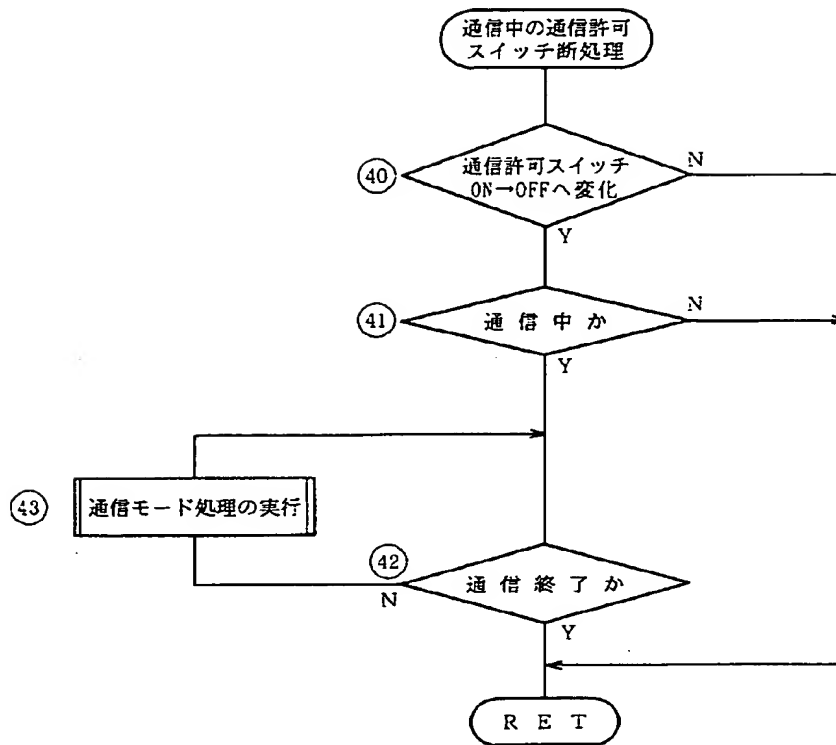 通信中の通信許可
スイッチ断処理
40
通信許可スイッチ
ON→OFFへ変化
N
Y
41
通信中か
N
Y
43
通信モード処理の実行
42
通信終了か
N
Y
RET